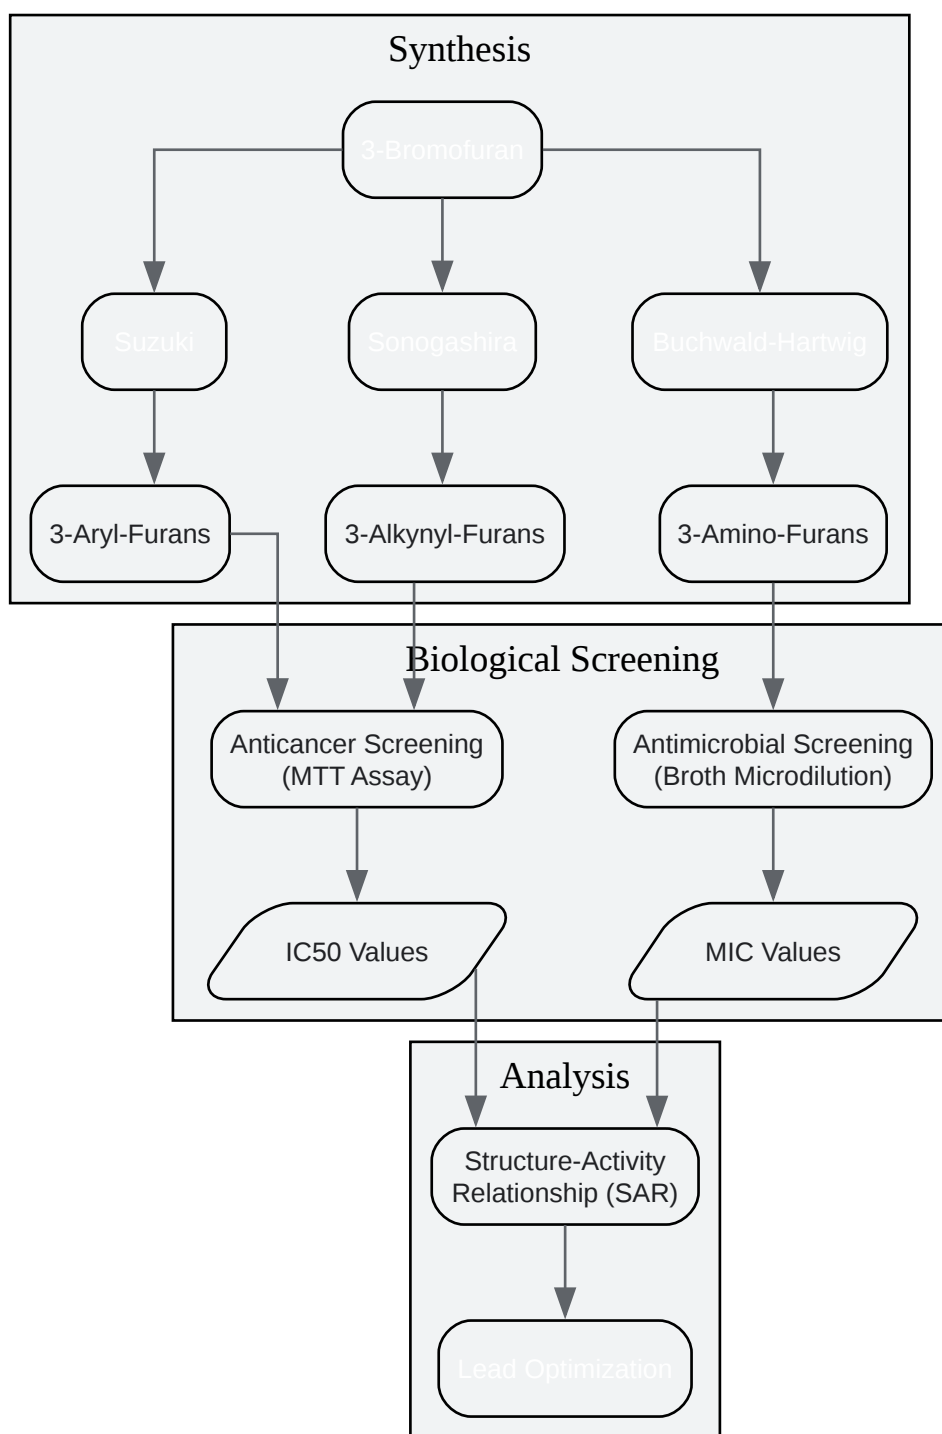 Synthesis
3-Bromofuran
Suzuki
Sonogashira
Buchwald-Hartwig
3-Aryl-Furans
3-Alkynyl-Furans
3-Amino-Furans
Biological Screening
Anticancer Screening
(MTT Assay)
Antimicrobial Screening
(Broth Microdilution)
IC50 Values
MIC Values
Analysis
Structure-Activity
Relationship (SAR)
Lead Optimization